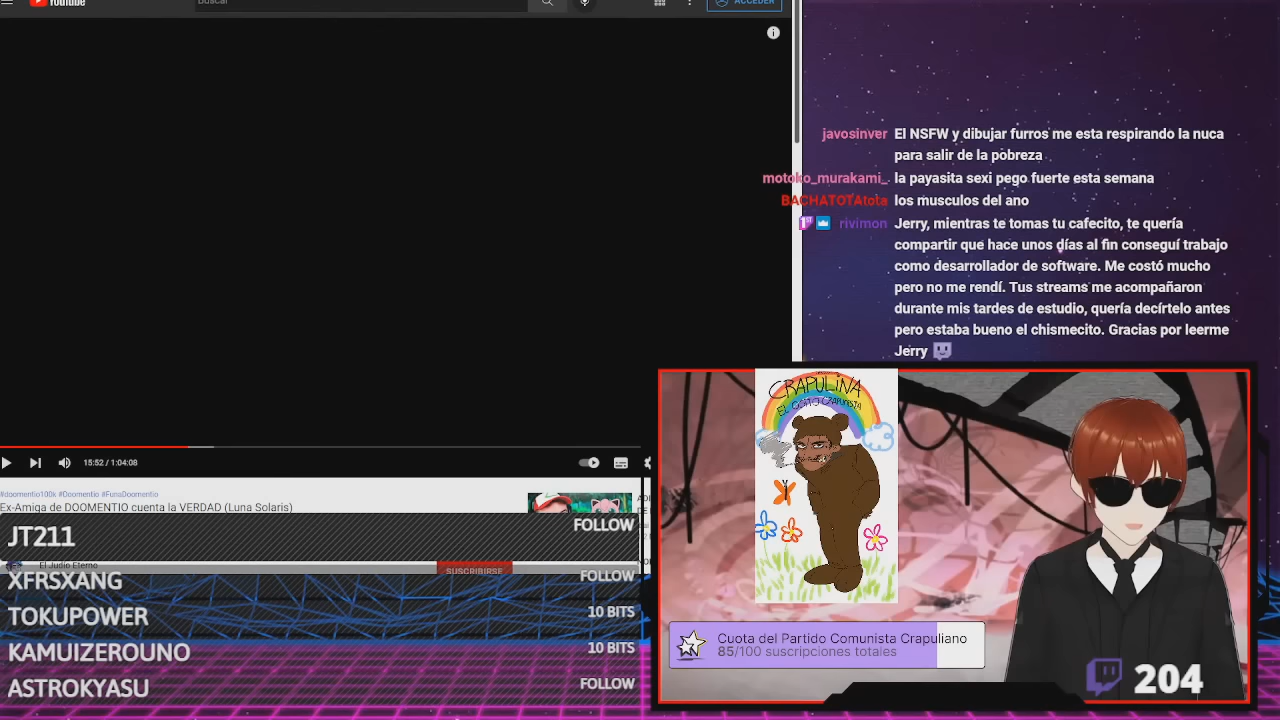 YouTube
Buscar
ACCEDER
javosinver El NSFW y dibujar furros me esta respirando la nuca
para salir de la pobreza
motoko_murakami_ la payasita sexi pego fuerte esta semana
BACHATOTAtota los musculos del ano
1ST rivimon Jerry, mientras te tomas tu cafecito, te quería
compartir que hace unos días al fin conseguí trabajo
como desarrollador de software. Me costó mucho
pero no me rendí. Tus streams me acompañaron
durante mis tardes de estudio, quería decírtelo antes
pero estaba bueno el chismecito. Gracias por leerme
Jerry
CRAPULINA
EL OSITO CRAPUNISTA
15:52 / 1:04:08
#doomentio100k #Doomentio #FunaDoomentio
Ex-Amiga de DOOMENTIO cuenta la VERDAD (Luna Solaris)
JT211 FOLLOW
El Judío Eterno
SUSCRIBIRSE
XFRSXANG FOLLOW
TOKUPOWER 10 BITS
KAMUIZEROUNO 10 BITS
ASTROKYASU FOLLOW
Cuota del Partido Comunista Crapuliano
85/100 suscripciones totales
204